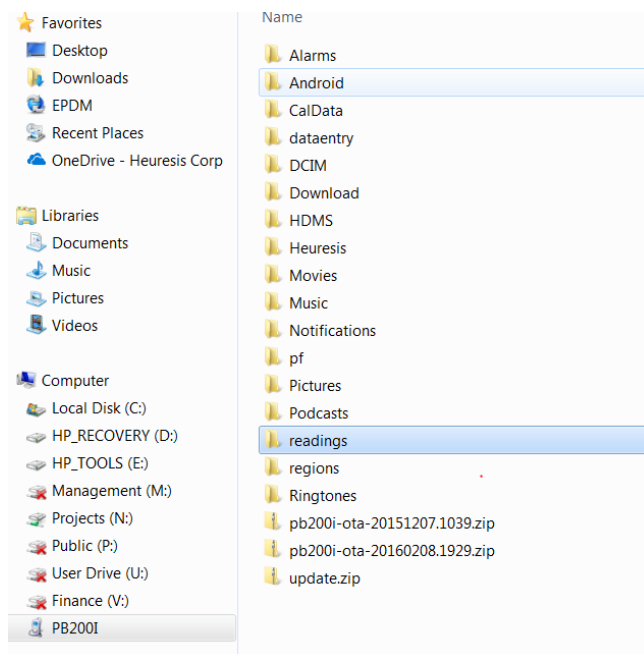 Favorites
Desktop
Downloads
EPDM
Recent Places
OneDrive - Heuresis Corp
Libraries
Documents
Music
Pictures
Videos
Computer
Local Disk (C:)
HP_RECOVERY (D:)
HP_TOOLS (E:)
Management (M:)
Projects (N:)
Public (P:)
User Drive (U:)
Finance (V:)
PB200I
Name
Alarms
Android
CalData
dataentry
DCIM
Download
HDMS
Heuresis
Movies
Music
Notifications
pf
Pictures
Podcasts
readings
regions
Ringtones
pb200i-ota-20151207.1039.zip
pb200i-ota-20160208.1929.zip
update.zip